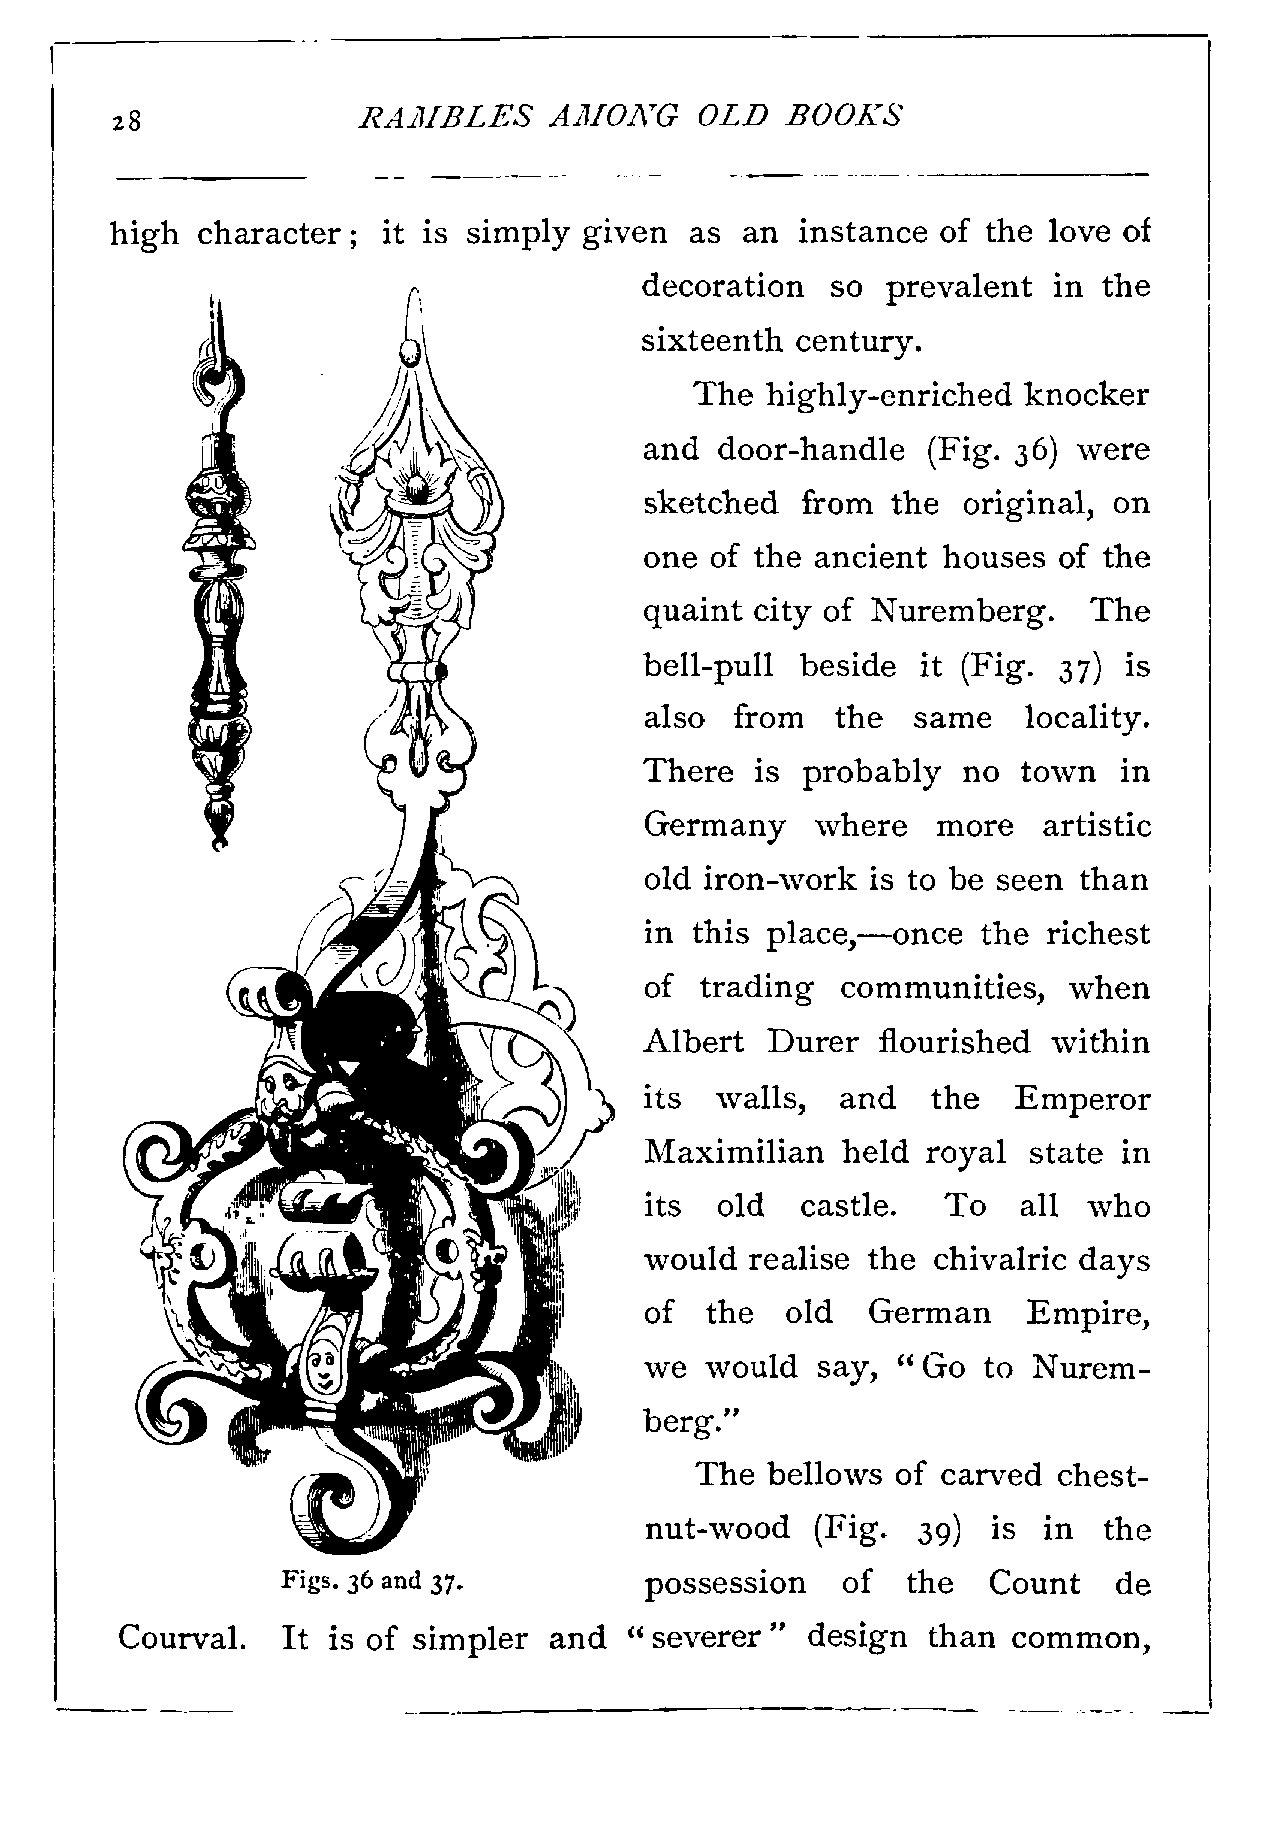 28 RAMBLES AMONG OLD BOOKS
high character; it is simply given as an instance of the love of
decoration so prevalent in the
sixteenth century.
The highly-enriched knocker
and door-handle (Fig. 36) were
sketched from the original, on
one of the ancient houses of the
quaint city of Nuremberg. The
bell-pull beside it (Fig. 37) is
also from the same locality.
There is probably no town in
Germany where more artistic
old iron-work is to be seen than
in this place,—once the richest
of trading communities, when
Albert Durer flourished within
its walls, and the Emperor
Maximilian held royal state in
its old castle. To all who
would realise the chivalric days
of the old German Empire,
we would say, “Go to Nurem-
berg.”
The bellows of carved chest-
nut-wood (Fig. 39) is in the
Figs. 36 and 37.
possession of the Count de
Courval. It is of simpler and “severer” design than common,